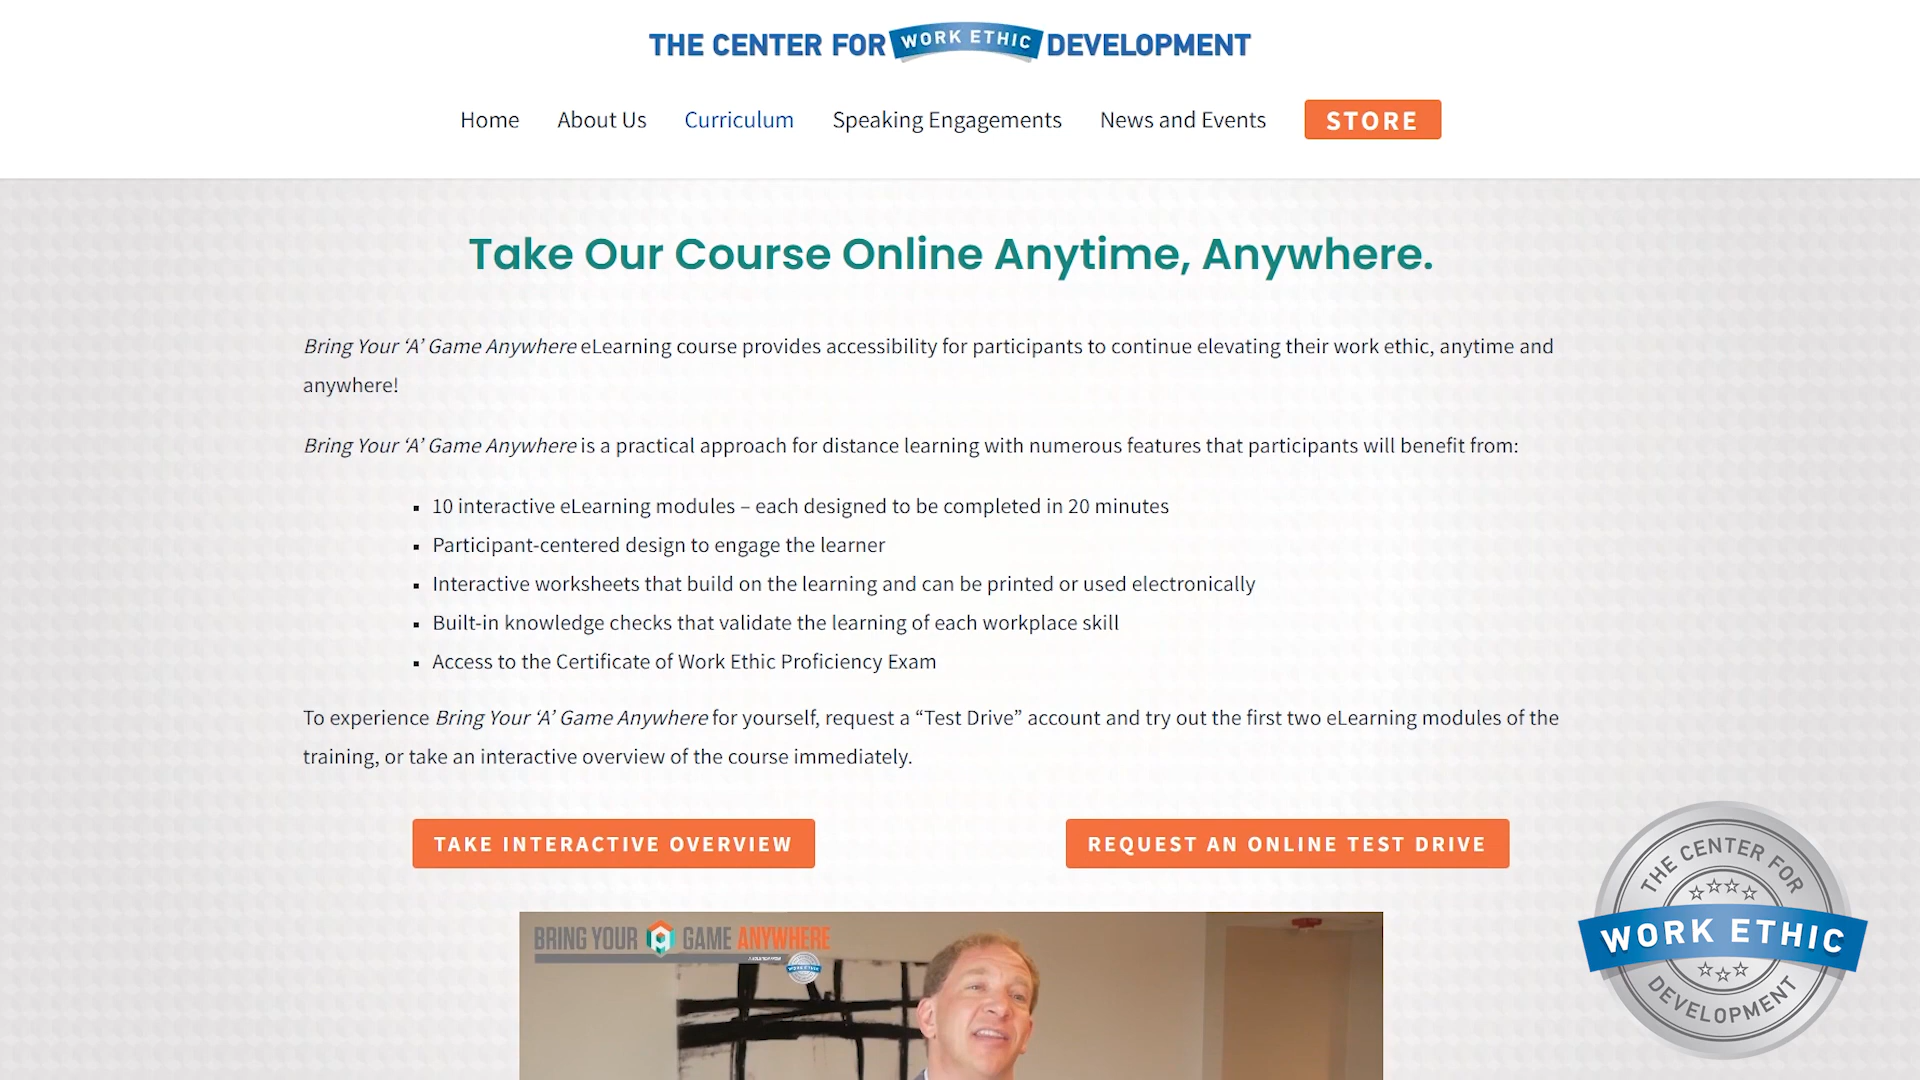 THE CENTER FOR WORK ETHIC DEVELOPMENT
Home About Us Curriculum Speaking Engagements News and Events STORE
Take Our Course Online Anytime, Anywhere.
Bring Your ‘A’ Game Anywhere eLearning course provides accessibility for participants to continue elevating their work ethic, anytime and
anywhere!
Bring Your ‘A’ Game Anywhere is a practical approach for distance learning with numerous features that participants will benefit from:
▪ 10 interactive eLearning modules – each designed to be completed in 20 minutes
▪ Participant-centered design to engage the learner
▪ Interactive worksheets that build on the learning and can be printed or used electronically
▪ Built-in knowledge checks that validate the learning of each workplace skill
▪ Access to the Certificate of Work Ethic Proficiency Exam
To experience Bring Your ‘A’ Game Anywhere for yourself, request a “Test Drive” account and try out the first two eLearning modules of the
training, or take an interactive overview of the course immediately.
TAKE INTERACTIVE OVERVIEW
REQUEST AN ONLINE TEST DRIVE
BRING YOUR A GAME ANYWHERE
WORK ETHIC
THE CENTER FOR
WORK ETHIC
DEVELOPMENT